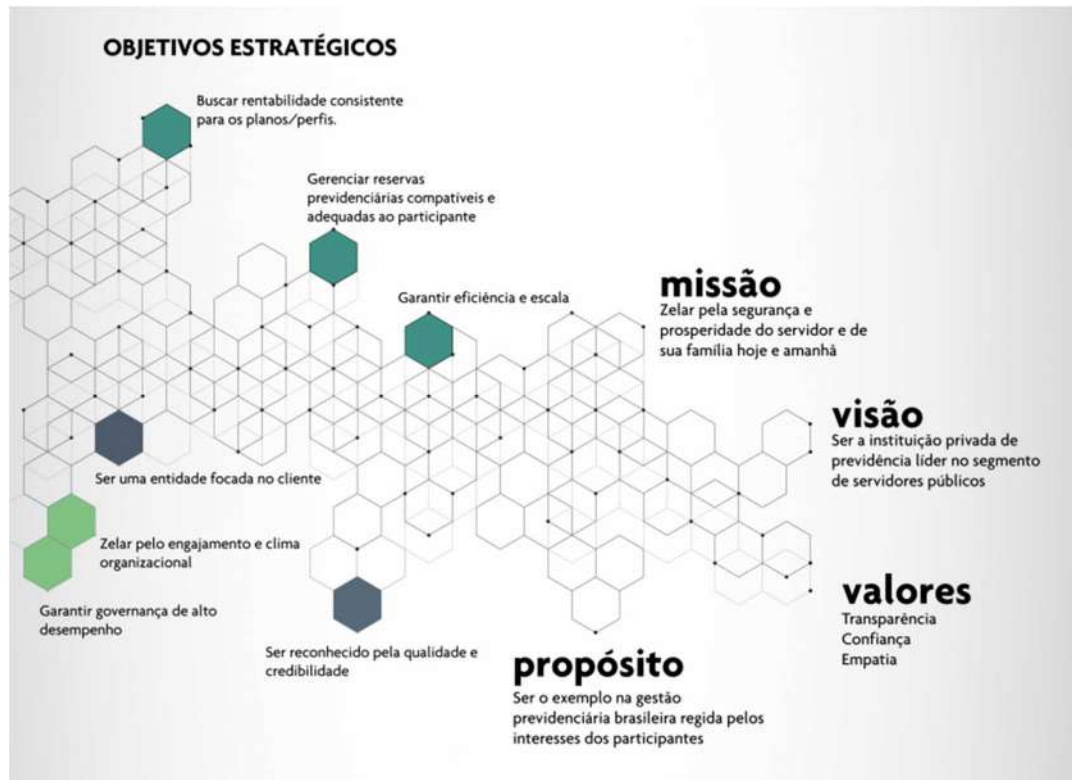 OBJETIVOS ESTRATÉGICOS
Buscar rentabilidade consistente
para os planos/perfis.
Gerenciar reservas
previdenciárias compatíveis e
adequadas ao participante
Garantir eficiência e escala
missão
Zelar pela segurança e
prosperidade do servidor e de
sua família hoje e amanhã
visão
Ser a instituição privada de
previdência líder no segmento
de servidores públicos
Ser uma entidade focada no cliente
Zelar pelo engajamento e clima
organizacional
Garantir governança de alto
desempenho
Ser reconhecido pela qualidade e
credibilidade
propósito
Ser o exemplo na gestão
previdenciária brasileira regida pelos
interesses dos participantes
valores
Transparência
Confiança
Empatia